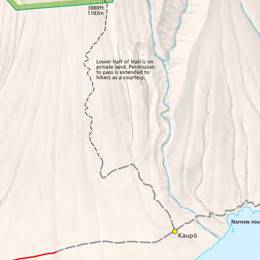 3880ft
1183m
Lower half of trail is on
private land. Permission
to pass is extended to
hikers as a courtesy.
Kaupō
Narrow rou